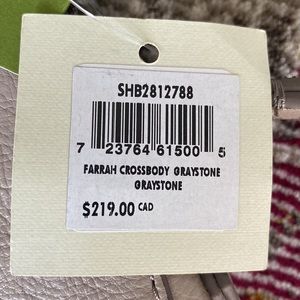 SHB2812788
7 23764 61500 5
FARRAH CROSSBODY GRAYSTONE
GRAYSTONE
$219.00 CAD